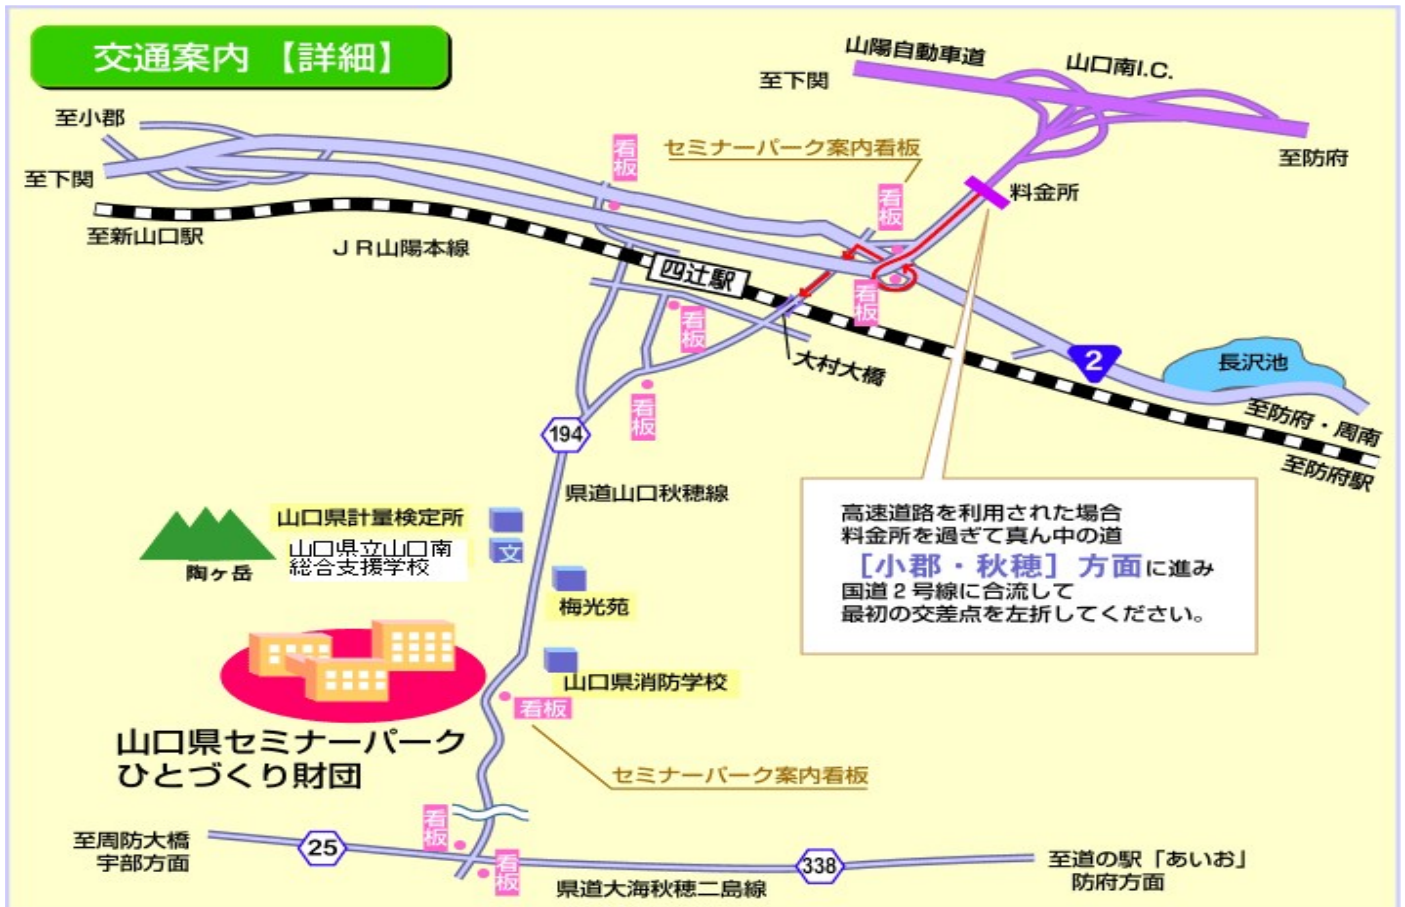 交通案内【詳細】
山陽自動車道
山口南I.C.
至下関
至防府
至小郡
至下関
看板
セミナーパーク案内看板
看板
料金所
至新山口駅
ＪＲ山陽本線
四辻駅
看板
看板
大村大橋
2
長沢池
至防府・周南
至防府駅
看板
194
県道山口秋穂線
高速道路を利用された場合
料金所を過ぎて真ん中の道
［小郡・秋穂］方面に進み
国道２号線に合流して
最初の交差点を左折してください。
山口県計量検定所
山口県立山口南
総合支援学校
文
陶ヶ岳
梅光苑
山口県消防学校
看板
山口県セミナーパーク
ひとづくり財団
セミナーパーク案内看板
看板
至周防大橋
宇部方面
25
看板
338
県道大海秋穂二島線
至道の駅「あいお」
防府方面